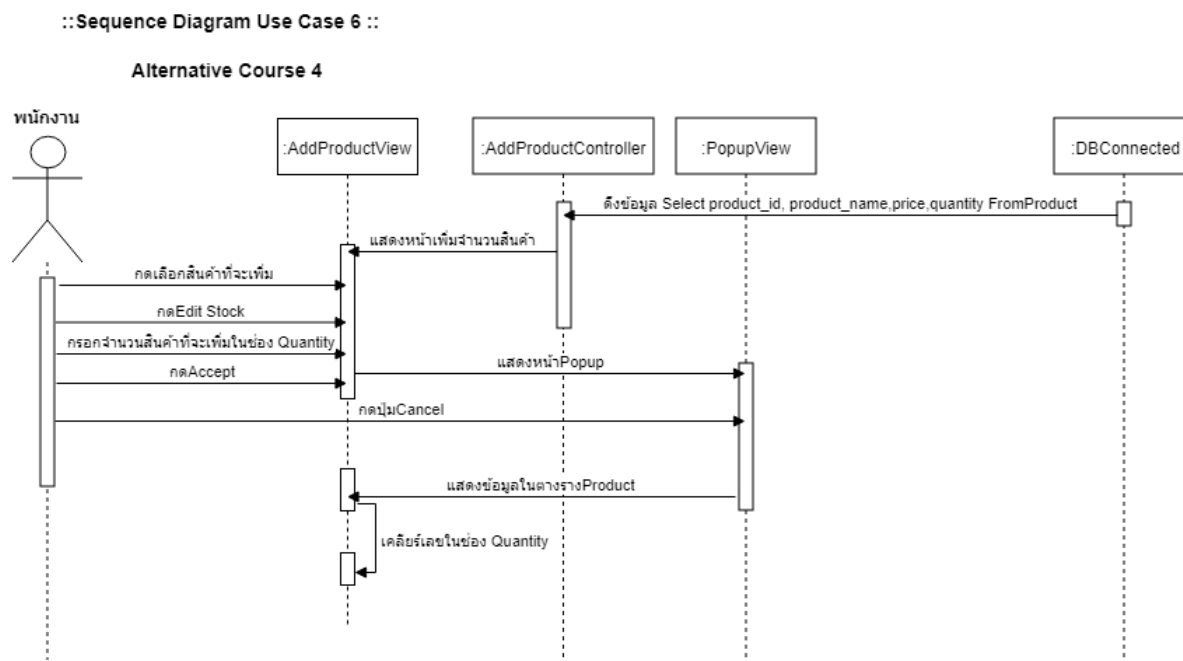 ::Sequence Diagram Use Case 6 ::
Alternative Course 4
พนักงาน
:AddProductView
:AddProductController
:PopupView
:DBConnected
ดึงข้อมูล Select product_id, product_name,price,quantity FromProduct
แสดงหน้าเพิ่มจำนวนสินค้า
กดเลือกสินค้าที่จะเพิ่ม
กดEdit Stock
กรอกจำนวนสินค้าที่จะเพิ่มในช่อง Quantity
แสดงหน้าPopup
กดAccept
กดปุ่มCancel
แสดงข้อมูลในตางรางProduct
เคลียร์เลขในช่อง Quantity